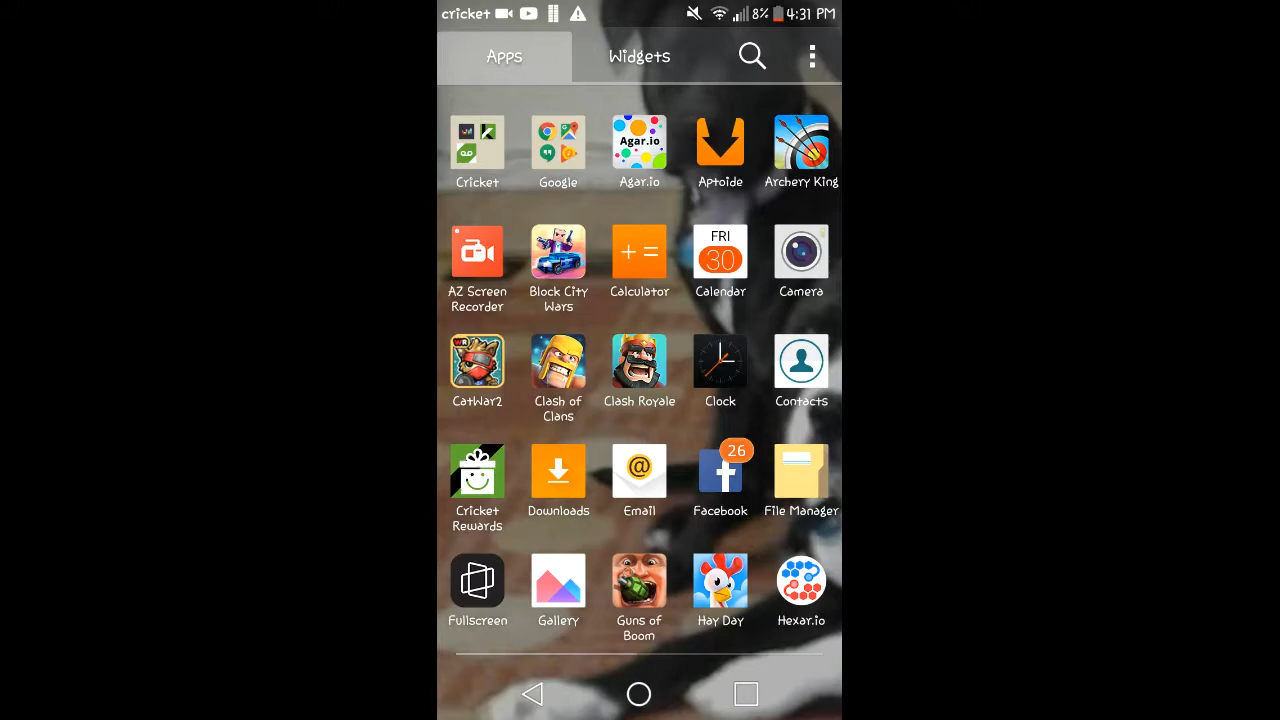 cricket 8% 4:31 PM
Apps Widgets
Agar.io
Cricket Google Agar.io Aptoide Archery King
FRI
30
AZ Screen Recorder
Block City Wars
Calculator
Calendar
Camera
WR
CatWar2
Clash of Clans
Clash Royale
Clock
Contacts
26
Cricket Rewards
Downloads
Email
Facebook
File Manager
Fullscreen
Gallery
Guns of Boom
Hay Day
Hexar.io